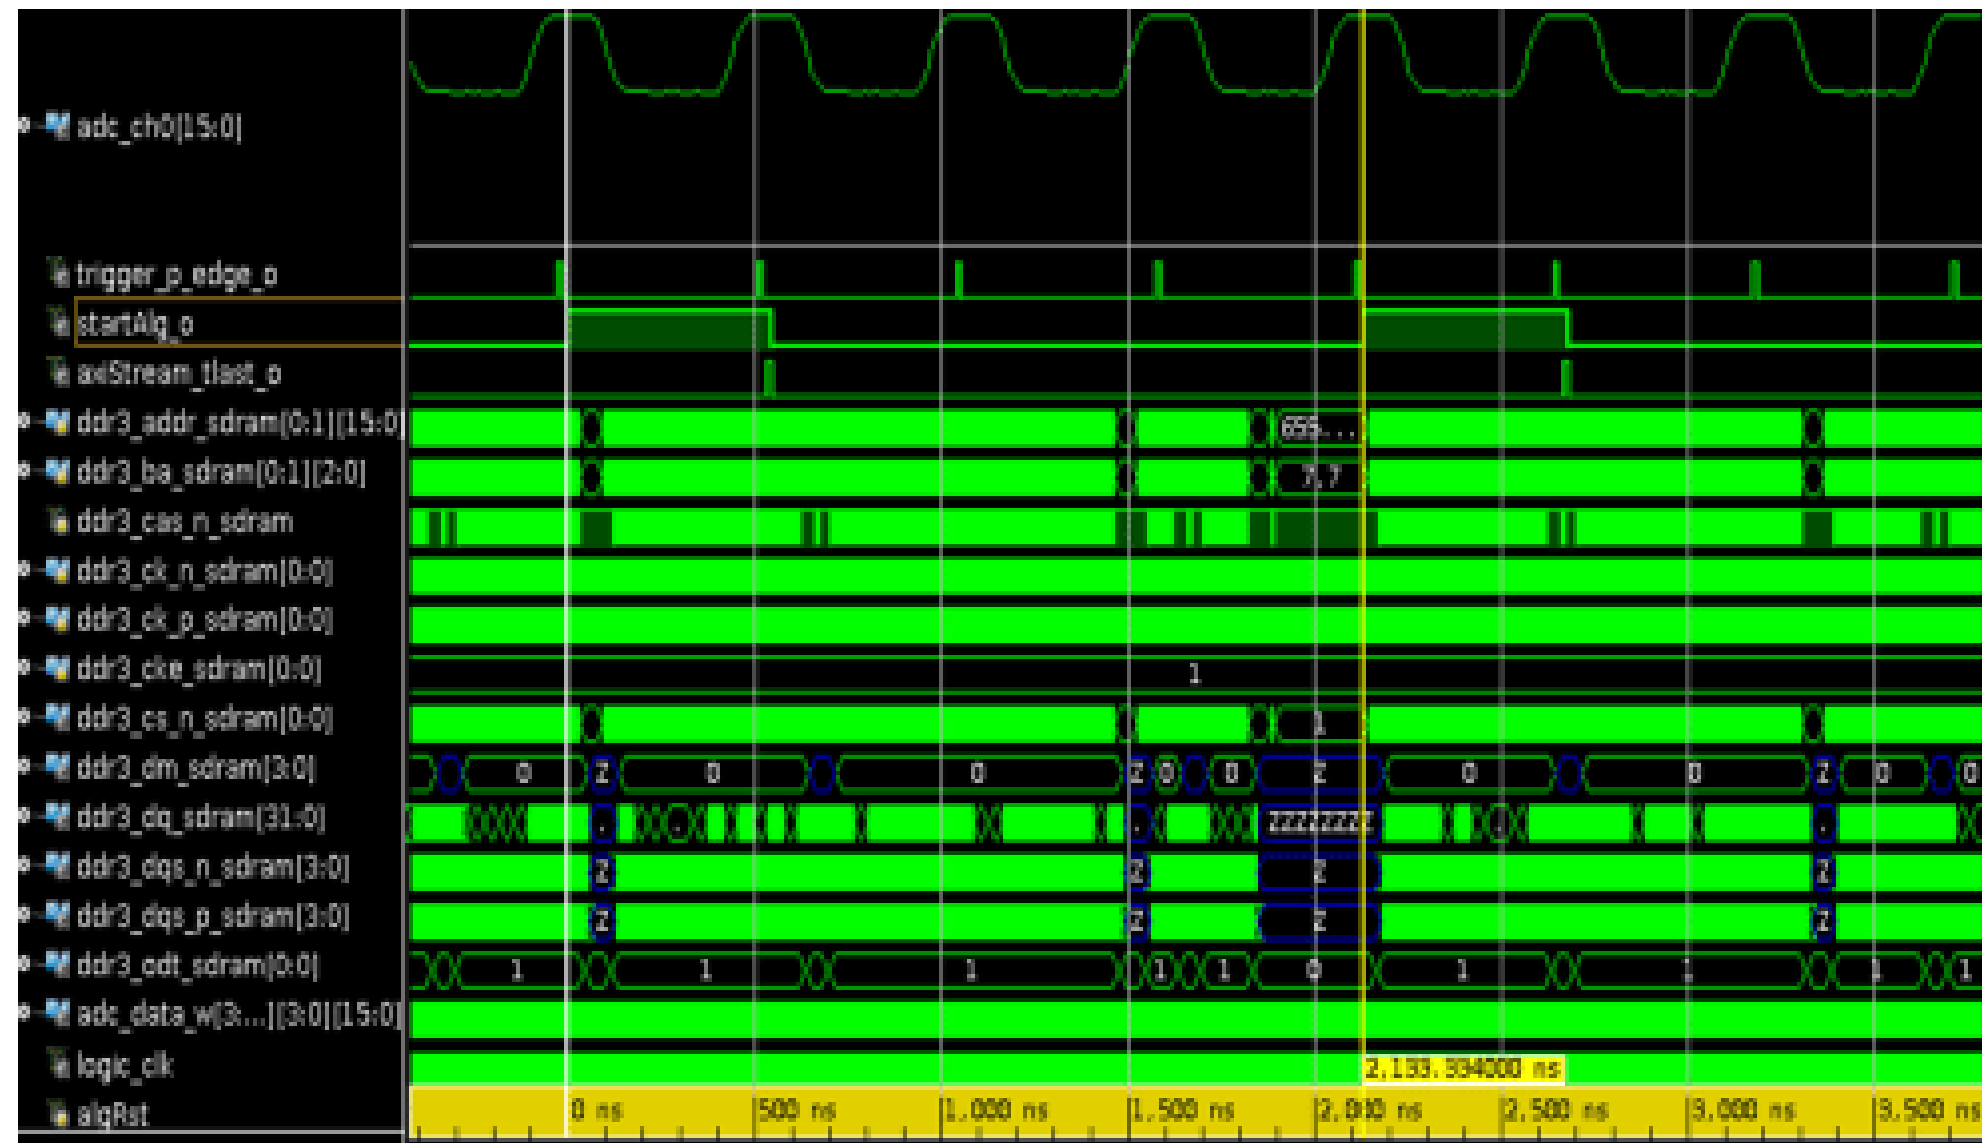 adc_ch0[15:0]
trigger_p_edge_o
startAlg_o
axiStream_tlast_o
ddr3_addr_sdram[0:1][15:0] 655...
ddr3_ba_sdram[0:1][2:0] 7,7
ddr3_cas_n_sdram
ddr3_ck_n_sdram[0:0]
ddr3_ck_p_sdram[0:0]
ddr3_cke_sdram[0:0] 1
ddr3_cs_n_sdram[0:0] 1
ddr3_dm_sdram[3:0] 0 Z 0 0 Z 0 0 Z 0 0 Z 0 0
ddr3_dq_sdram[31:0] . . . ZZZZZZZZ . .
ddr3_dqs_n_sdram[3:0] Z Z Z Z
ddr3_dqs_p_sdram[3:0] Z Z Z Z
ddr3_odt_sdram[0:0] 1 1 1 1 1 0 1 1 1 1
adc_data_w[3:...][3:0][15:0]
logic_clk 2,133.334000 ns
algRst 0 ns 500 ns 1,000 ns 1,500 ns 2,000 ns 2,500 ns 3,000 ns 3,500 ns